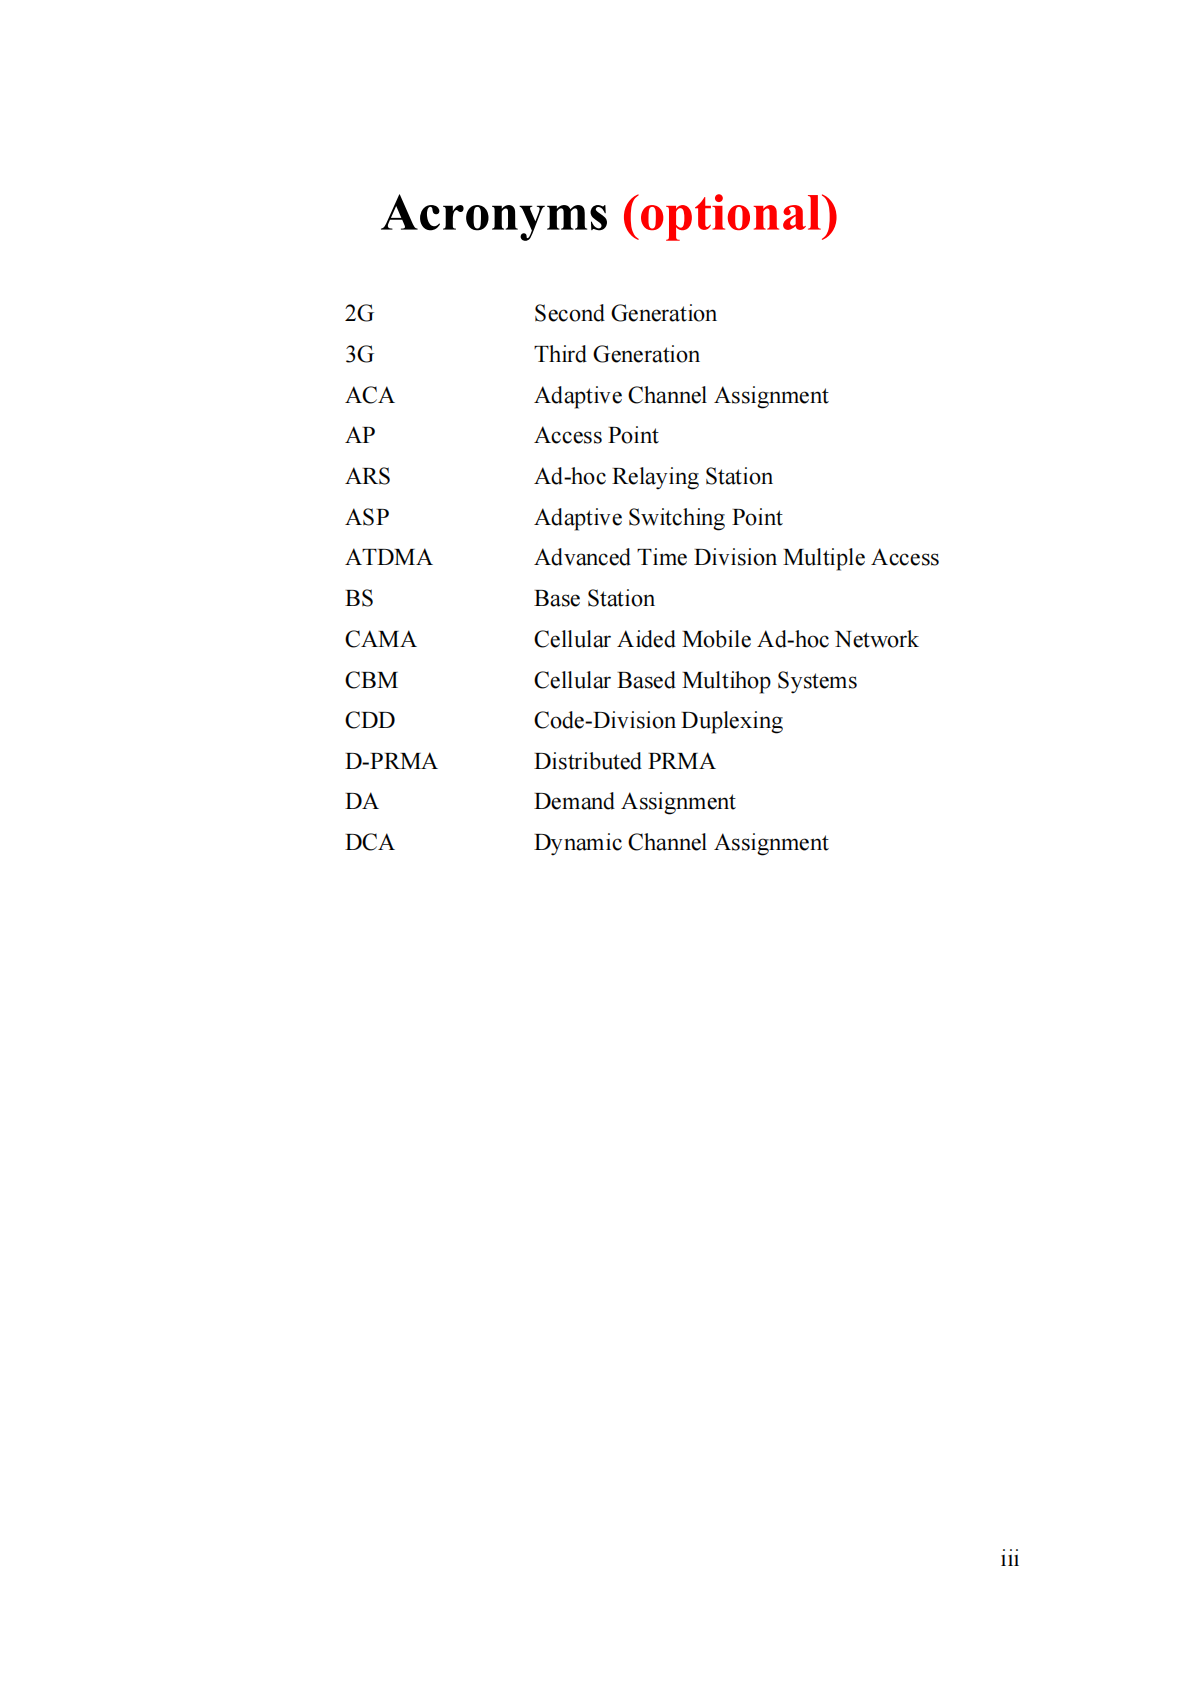 Acronyms (optional)
2G Second Generation
3G Third Generation
ACA Adaptive Channel Assignment
AP Access Point
ARS Ad-hoc Relaying Station
ASP Adaptive Switching Point
ATDMA Advanced Time Division Multiple Access
BS Base Station
CAMA Cellular Aided Mobile Ad-hoc Network
CBM Cellular Based Multihop Systems
CDD Code-Division Duplexing
D-PRMA Distributed PRMA
DA Demand Assignment
DCA Dynamic Channel Assignment
iii